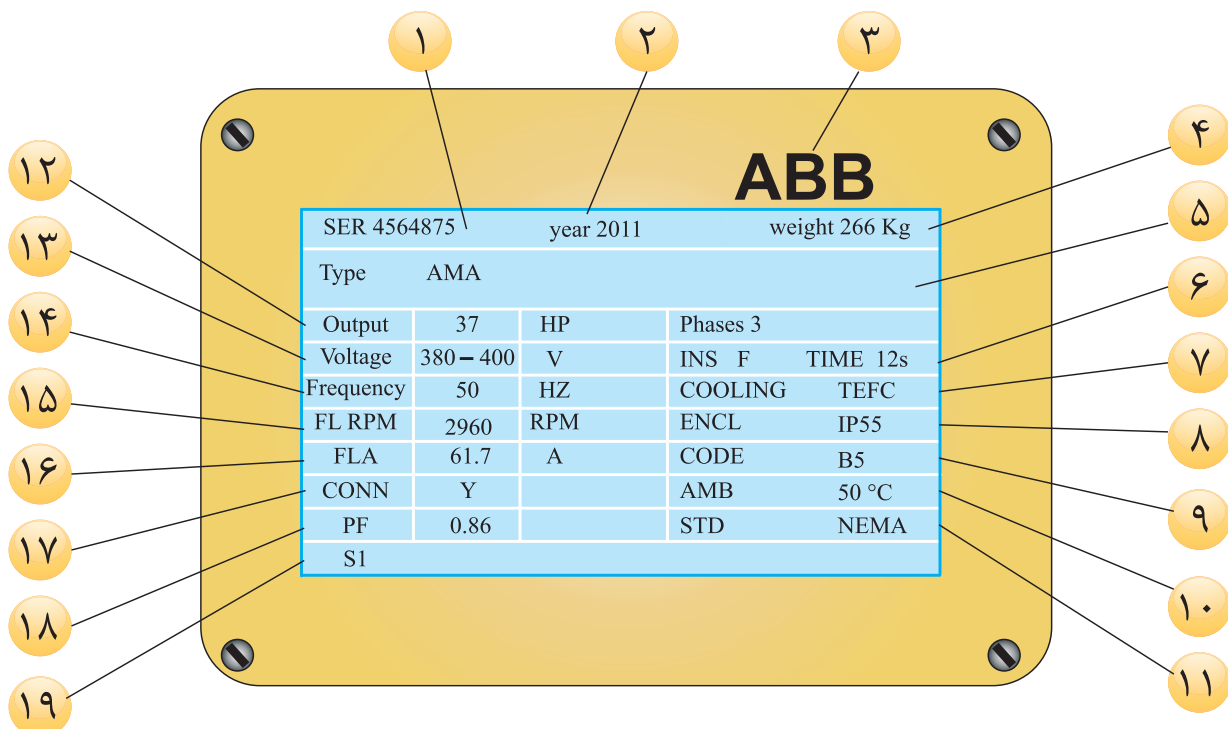 ۱ ۲ ۳
ABB
۴
SER 4564875 year 2011 weight 266 Kg
۵
Type AMA
۱۲
Output 37 HP Phases 3
۶
۱۳
Voltage 380 – 400 V INS F TIME 12s
۷
۱۴
Frequency 50 HZ COOLING TEFC
۱۵
FL RPM 2960 RPM ENCL IP55
۸
۱۶
FLA 61.7 A CODE B5
۹
۱۷
CONN Y AMB 50 °C
۱۰
۱۸
PF 0.86 STD NEMA
۱۱
۱۹
S1